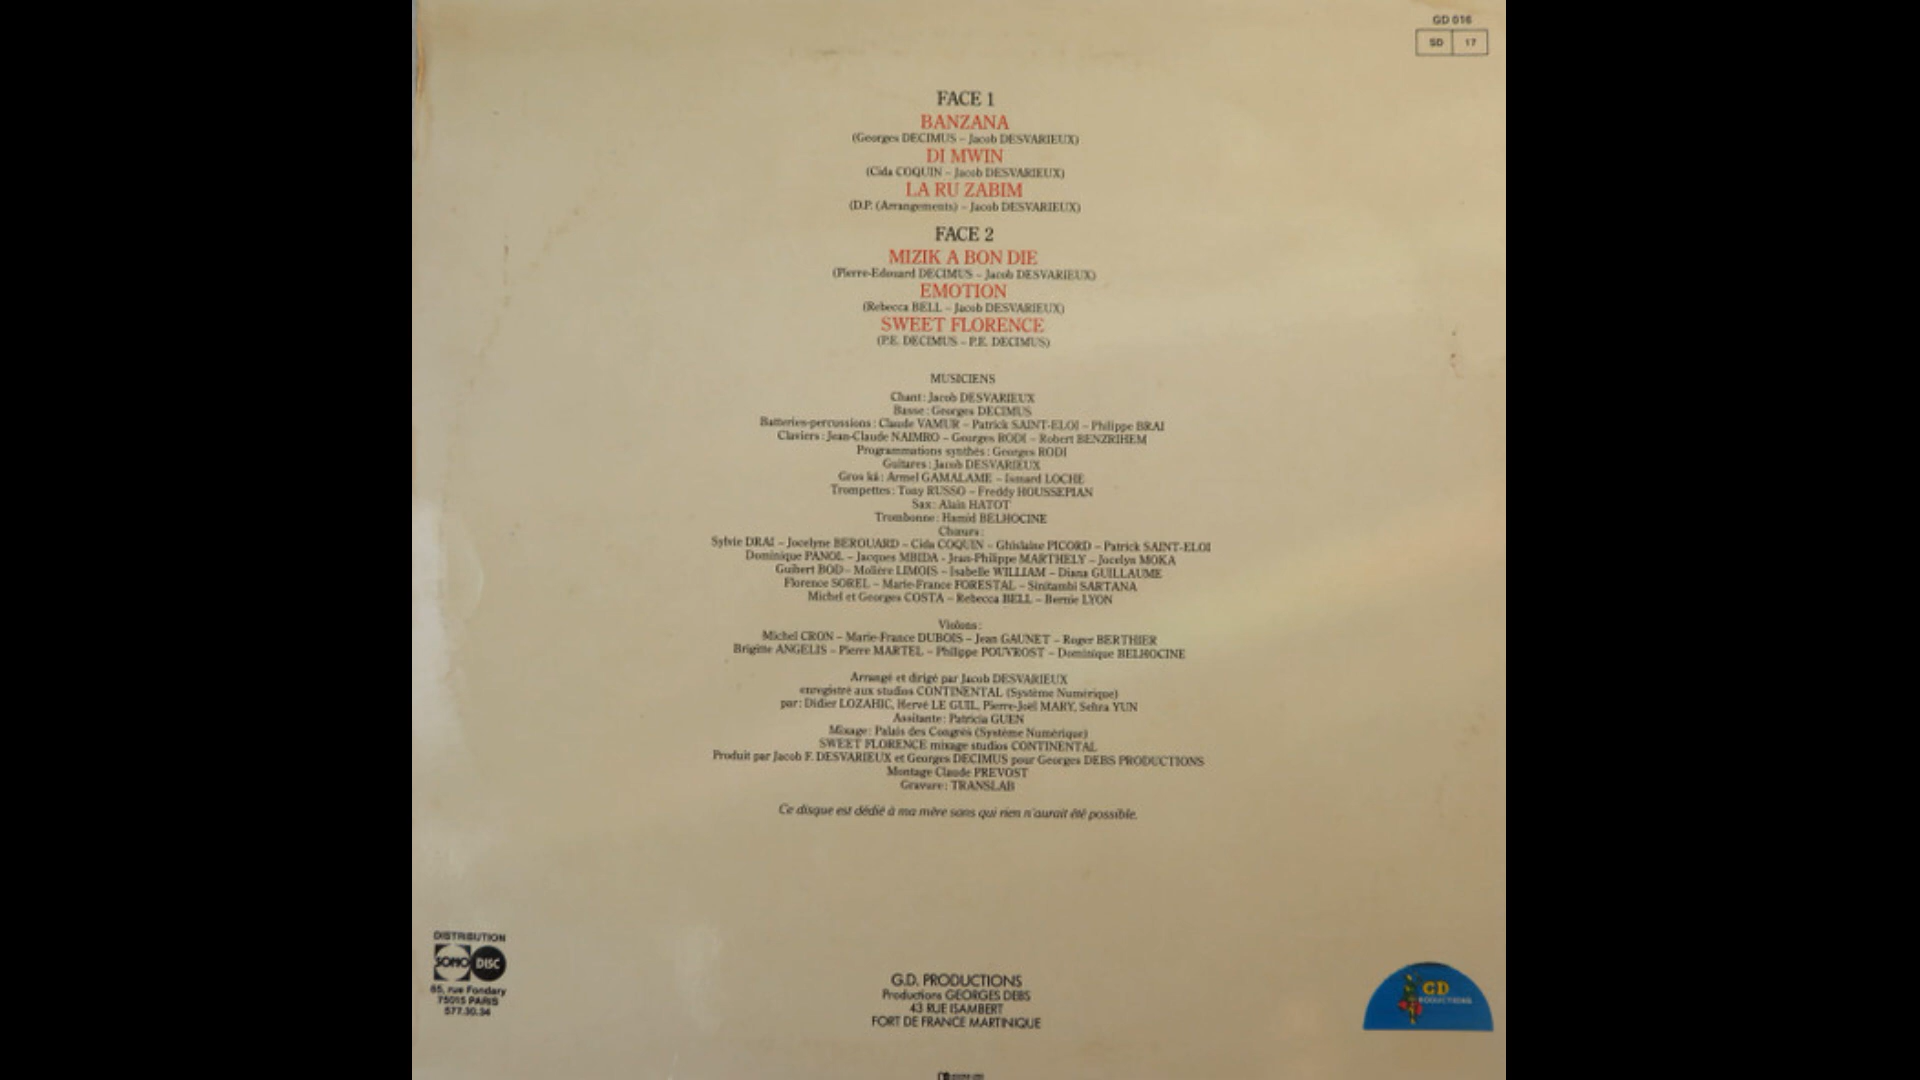 GD 016
SD 17
FACE 1
BANZANA
(Georges DECIMUS – Jacob DESVARIEUX)
DI MWIN
(Cida COQUIN – Jacob DESVARIEUX)
LA RU ZABIM
(D.P. (Arrangements) – Jacob DESVARIEUX)
FACE 2
MIZIK A BON DIE
(Pierre-Edouard DECIMUS – Jacob DESVARIEUX)
EMOTION
(Rebecca BELL – Jacob DESVARIEUX)
SWEET FLORENCE
(P.E. DECIMUS – P.E. DECIMUS)
MUSICIENS
Chant : Jacob DESVARIEUX
Basse : Georges DECIMUS
Batteries-percussions : Claude VAMUR – Patrick SAINT-ELOI – Philippe BRAI
Claviers : Jean-Claude NAIMRO – Georges RODI – Robert BENZRIHEM
Programmations synthés : Georges RODI
Guitares : Jacob DESVARIEUX
Gros kâ : Armel GAMALAME – Ismard LOCHE
Trompettes : Tony RUSSO – Freddy HOUSSEPIAN
Sax : Alain HATOT
Trombonne : Hamid BELHOCINE
Chœurs :
Sylvie DRAI – Jocelyne BEROUARD – Cida COQUIN – Ghislaine PICORD – Patrick SAINT-ELOI
Dominique PANOL – Jacques MBIDA - Jean-Philippe MARTHELY – Jocelyn MOKA
Guibert BOD – Molière LIMOIS – Isabelle WILLIAM – Diana GUILLAUME
Florence SOREL – Marie-France FORESTAL – Sinitambi SARTANA
Michel et Georges COSTA – Rebecca BELL – Bernie LYON
Violons :
Michel CRON – Marie-France DUBOIS – Jean GAUNET – Roger BERTHIER
Brigitte ANGELIS – Pierre MARTEL – Philippe POUVROST – Dominique BELHOCINE
Arrangé et dirigé par Jacob DESVARIEUX
enregistré aux studios CONTINENTAL (Système Numérique)
par : Didier LOZAHIC, Hervé LE GUIL, Pierre-Joël MARY, Sehra YUN
Assitante : Patricia GUEN
Mixage : Palais des Congrès (Système Numérique)
SWEET FLORENCE mixage studios CONTINENTAL
Produit par Jacob F. DESVARIEUX et Georges DECIMUS pour Georges DEBS PRODUCTIONS
Montage Claude PREVOST
Gravure : TRANSLAB
Ce disque est dédié à ma mère sans qui rien n'aurait été possible.
DISTRIBUTION
SONO DISC
85, rue Fondary
75015 PARIS
577.30.34
G.D. PRODUCTIONS
Productions GEORGES DEBS
43 RUE ISAMBERT
FORT DE FRANCE MARTINIQUE
GD
PRODUCTIONS